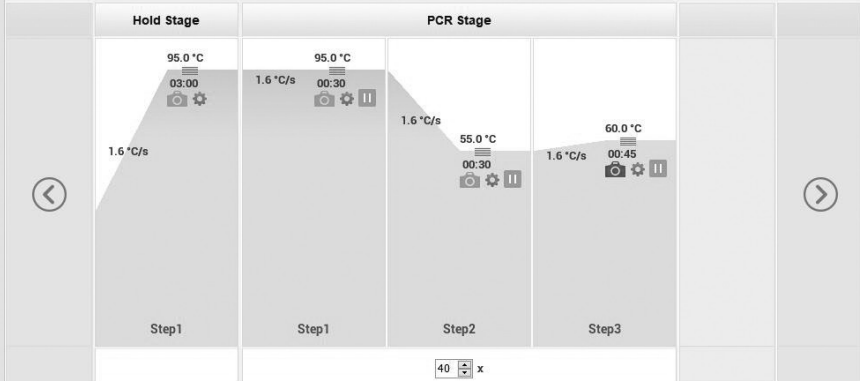 Hold Stage
PCR Stage
95.0 °C
03:00
1.6 °C/s
Step1
95.0 °C
1.6 °C/s
00:30
Step1
1.6 °C/s
55.0 °C
00:30
Step2
60.0 °C
1.6 °C/s
00:45
Step3
40 x